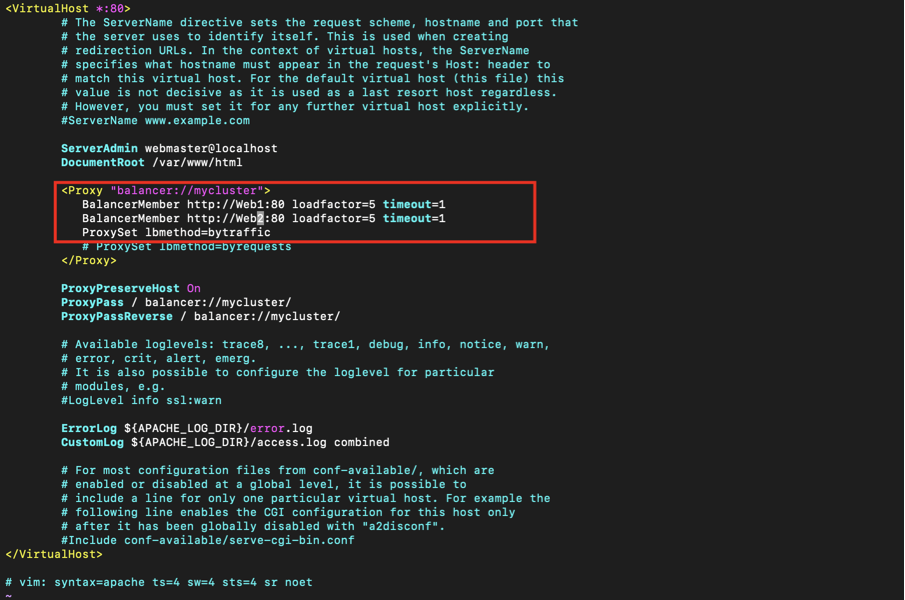 <VirtualHost *:80>
# The ServerName directive sets the request scheme, hostname and port that
# the server uses to identify itself. This is used when creating
# redirection URLs. In the context of virtual hosts, the ServerName
# specifies what hostname must appear in the request's Host: header to
# match this virtual host. For the default virtual host (this file) this
# value is not decisive as it is used as a last resort host regardless.
# However, you must set it for any further virtual host explicitly.
#ServerName www.example.com
ServerAdmin webmaster@localhost
DocumentRoot /var/www/html
<Proxy "balancer://mycluster">
BalancerMember http://Web1:80 loadfactor=5 timeout=1
BalancerMember http://Web2:80 loadfactor=5 timeout=1
ProxySet lbmethod=bytraffic
# ProxySet lbmethod=byrequests
</Proxy>
ProxyPreserveHost On
ProxyPass / balancer://mycluster/
ProxyPassReverse / balancer://mycluster/
# Available loglevels: trace8, ..., trace1, debug, info, notice, warn,
# error, crit, alert, emerg.
# It is also possible to configure the loglevel for particular
# modules, e.g.
#LogLevel info ssl:warn
ErrorLog ${APACHE_LOG_DIR}/error.log
CustomLog ${APACHE_LOG_DIR}/access.log combined
# For most configuration files from conf-available/, which are
# enabled or disabled at a global level, it is possible to
# include a line for only one particular virtual host. For example the
# following line enables the CGI configuration for this host only
# after it has been globally disabled with "a2disconf".
#Include conf-available/serve-cgi-bin.conf
</VirtualHost>
# vim: syntax=apache ts=4 sw=4 sts=4 sr noet
~